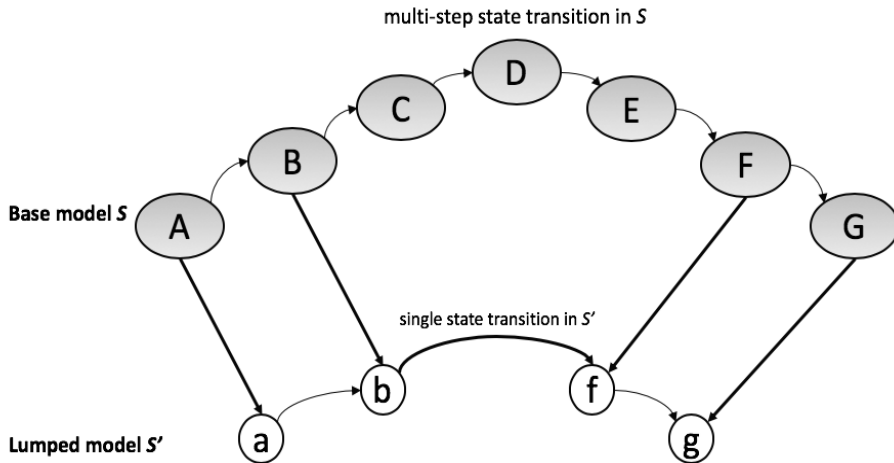 multi-step state transition in S
D
C
E
B
F
Base model S
A
G
single state transition in S'
b
f
a
g
Lumped model S'